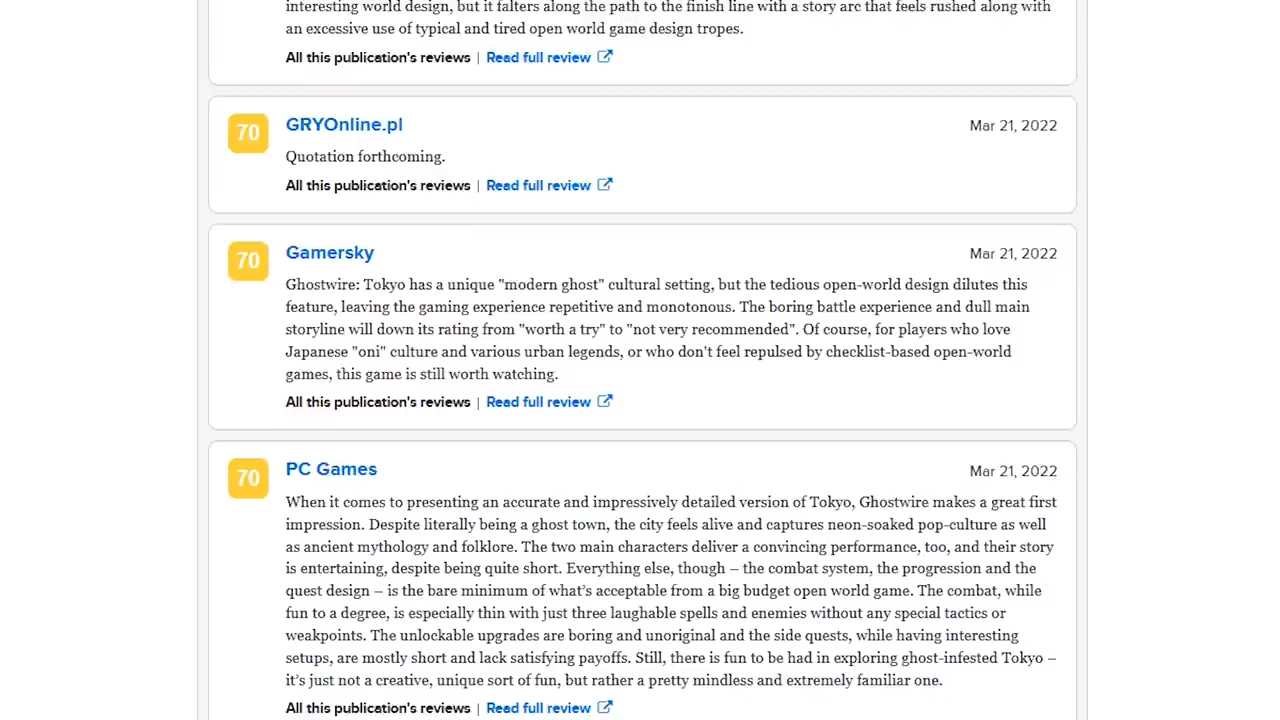 interesting world design, but it falters along the path to the finish line with a story arc that feels rushed along with
an excessive use of typical and tired open world game design tropes.
All this publication's reviews | Read full review
70 GRYOnline.pl Mar 21, 2022
Quotation forthcoming.
All this publication's reviews | Read full review
70 Gamersky Mar 21, 2022
Ghostwire: Tokyo has a unique "modern ghost" cultural setting, but the tedious open-world design dilutes this
feature, leaving the gaming experience repetitive and monotonous. The boring battle experience and dull main
storyline will down its rating from "worth a try" to "not very recommended". Of course, for players who love
Japanese "oni" culture and various urban legends, or who don't feel repulsed by checklist-based open-world
games, this game is still worth watching.
All this publication's reviews | Read full review
70 PC Games Mar 21, 2022
When it comes to presenting an accurate and impressively detailed version of Tokyo, Ghostwire makes a great first
impression. Despite literally being a ghost town, the city feels alive and captures neon-soaked pop-culture as well
as ancient mythology and folklore. The two main characters deliver a convincing performance, too, and their story
is entertaining, despite being quite short. Everything else, though – the combat system, the progression and the
quest design – is the bare minimum of what's acceptable from a big budget open world game. The combat, while
fun to a degree, is especially thin with just three laughable spells and enemies without any special tactics or
weakpoints. The unlockable upgrades are boring and unoriginal and the side quests, while having interesting
setups, are mostly short and lack satisfying payoffs. Still, there is fun to be had in exploring ghost-infested Tokyo –
it's just not a creative, unique sort of fun, but rather a pretty mindless and extremely familiar one.
All this publication's reviews | Read full review